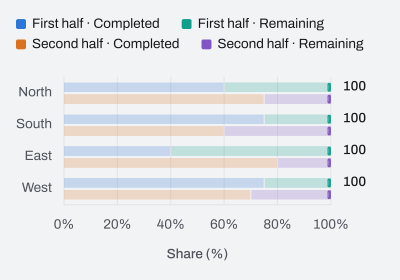 First half · Completed First half · Remaining
Second half · Completed Second half · Remaining
North 100
South 100
East 100
West 100
0% 20% 40% 60% 80% 100%
Share (%)